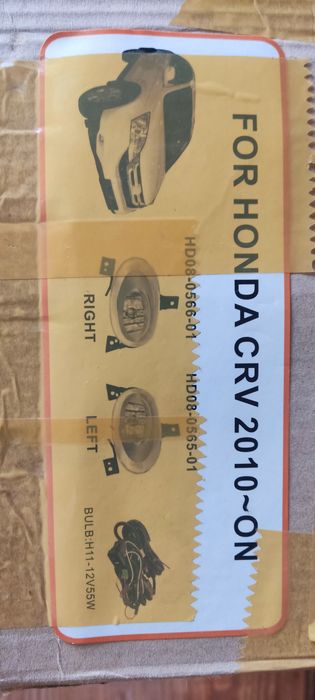 FOR HONDA CRV 2010~ON
HD08-0566-01 HD08-0565-01
RIGHT LEFT
BULB:H11-12V55W